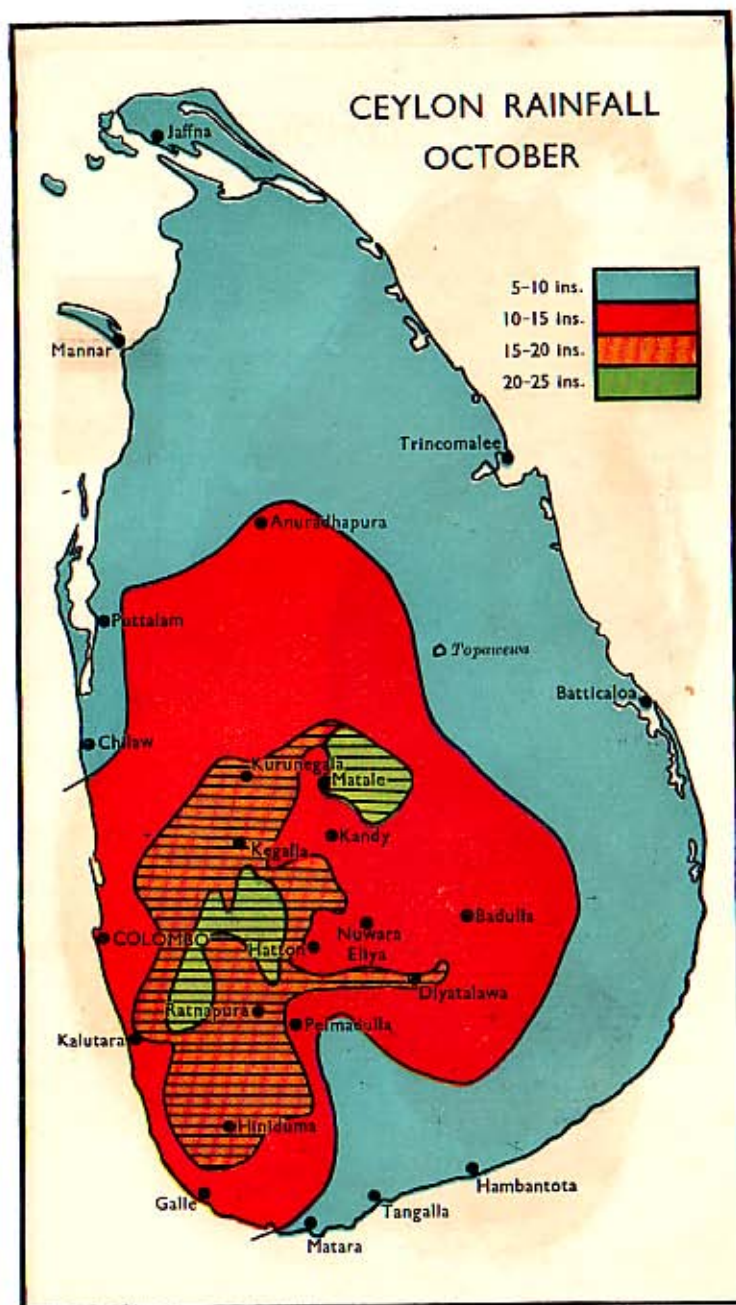 CEYLON RAINFALL
OCTOBER
Jaffna
5-10 ins.
10-15 ins.
15-20 ins.
20-25 ins.
Mannar
Trincomalee
Anuradhapura
Puttalam
Topawewa
Batticaloa
Chilaw
Kurunegala
Matale
Kandy
Kegalla
Badulla
COLOMBO
Nuwara
Eliya
Hatton
Diyatalawa
Ratnapura
Pelmadulla
Kalutara
Hiniduma
Galle
Hambantota
Tangalla
Matara